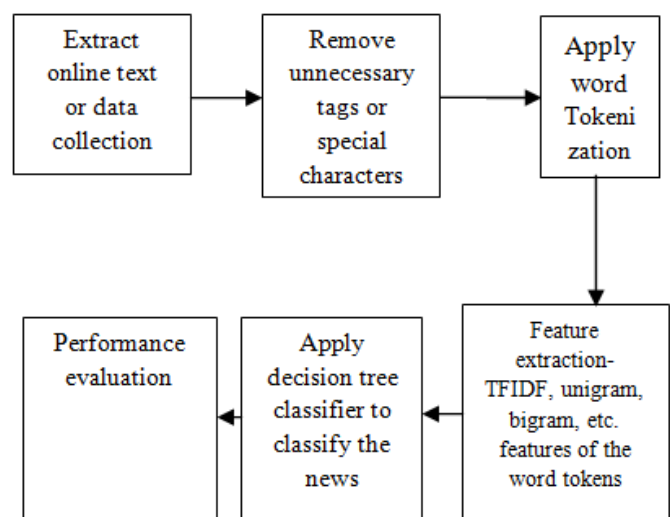 Extract
online text
or data
collection
Remove
unnecessary
tags or
special
characters
Apply
word
Tokeni
zation
Feature
extraction-
TFIDF, unigram,
bigram, etc.
features of the
word tokens
Apply
decision tree
classifier to
classify the
news
Performance
evaluation